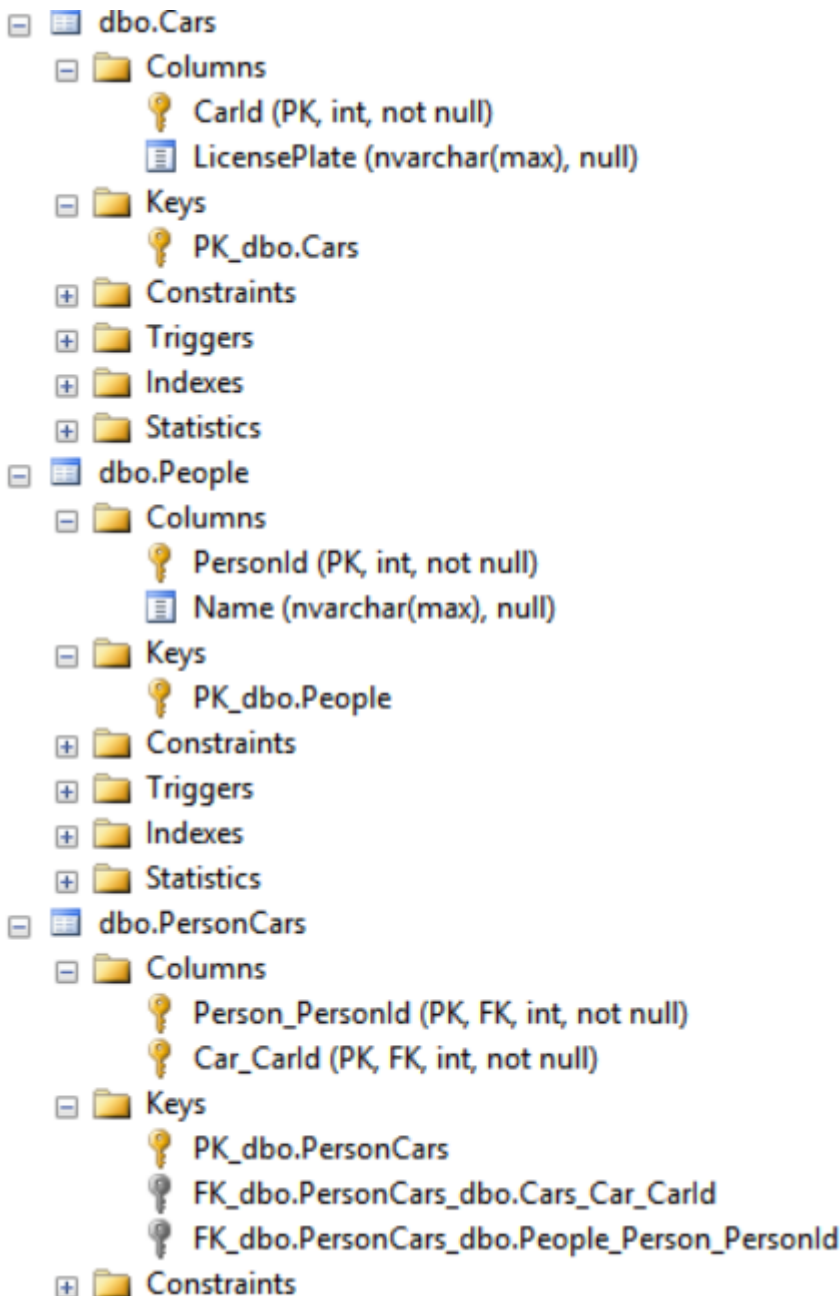 dbo.Cars
Columns
CarId (PK, int, not null)
LicensePlate (nvarchar(max), null)
Keys
PK_dbo.Cars
Constraints
Triggers
Indexes
Statistics
dbo.People
Columns
PersonId (PK, int, not null)
Name (nvarchar(max), null)
Keys
PK_dbo.People
Constraints
Triggers
Indexes
Statistics
dbo.PersonCars
Columns
Person_PersonId (PK, FK, int, not null)
Car_CarId (PK, FK, int, not null)
Keys
PK_dbo.PersonCars
FK_dbo.PersonCars_dbo.Cars_Car_CarId
FK_dbo.PersonCars_dbo.People_Person_PersonId
Constraints